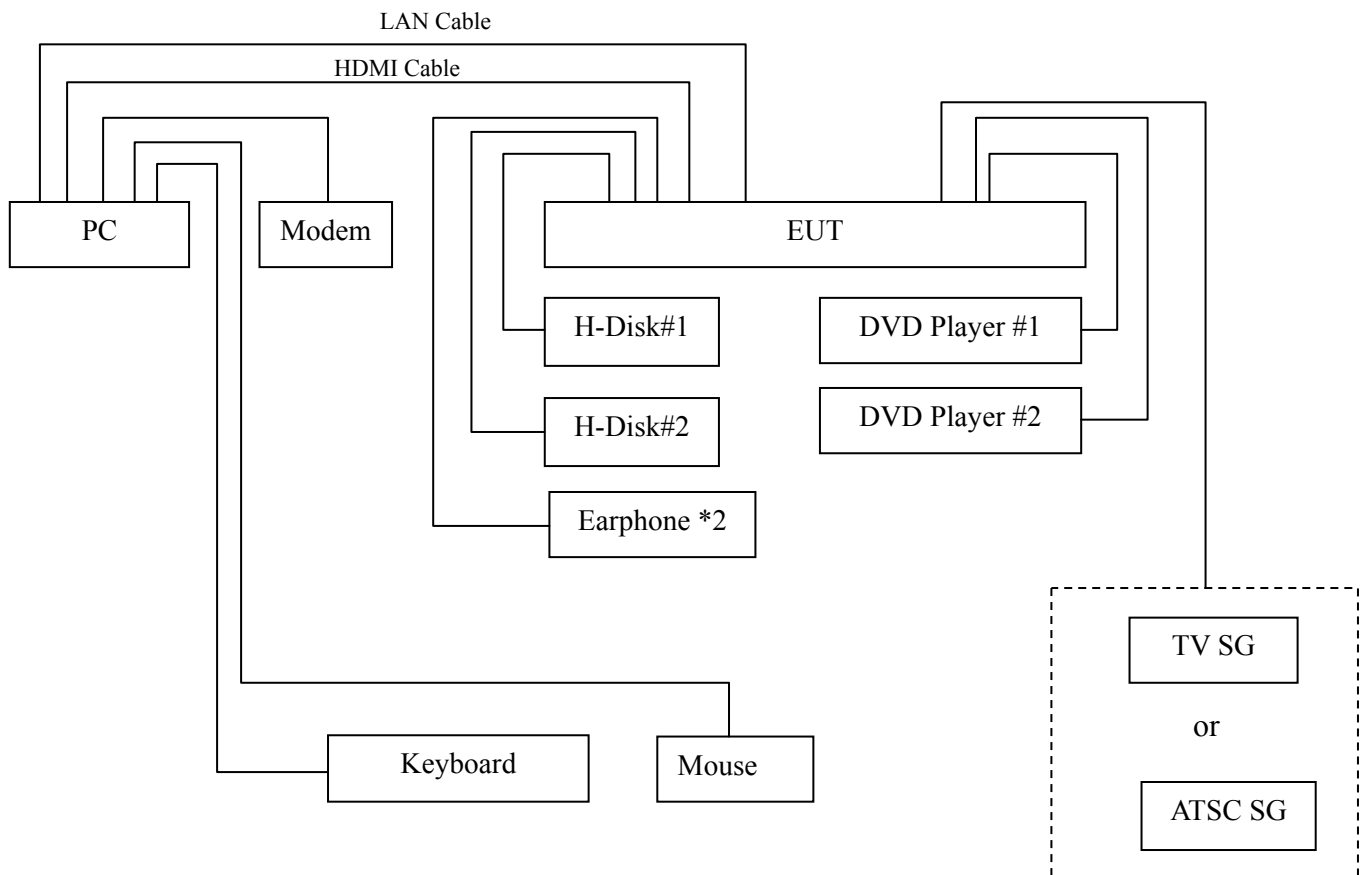 LAN Cable
HDMI Cable
PC
Modem
EUT
H-Disk#1
DVD Player #1
H-Disk#2
DVD Player #2
Earphone *2
TV SG
or
Keyboard
Mouse
ATSC SG